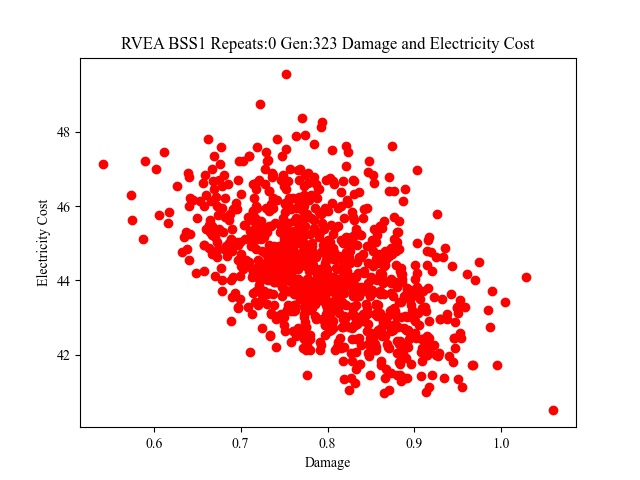 RVEA BSS1 Repeats:0 Gen:323 Damage and Electricity Cost
48
46
44
42
Electricity Cost
0.6 0.7 0.8 0.9 1.0
Damage